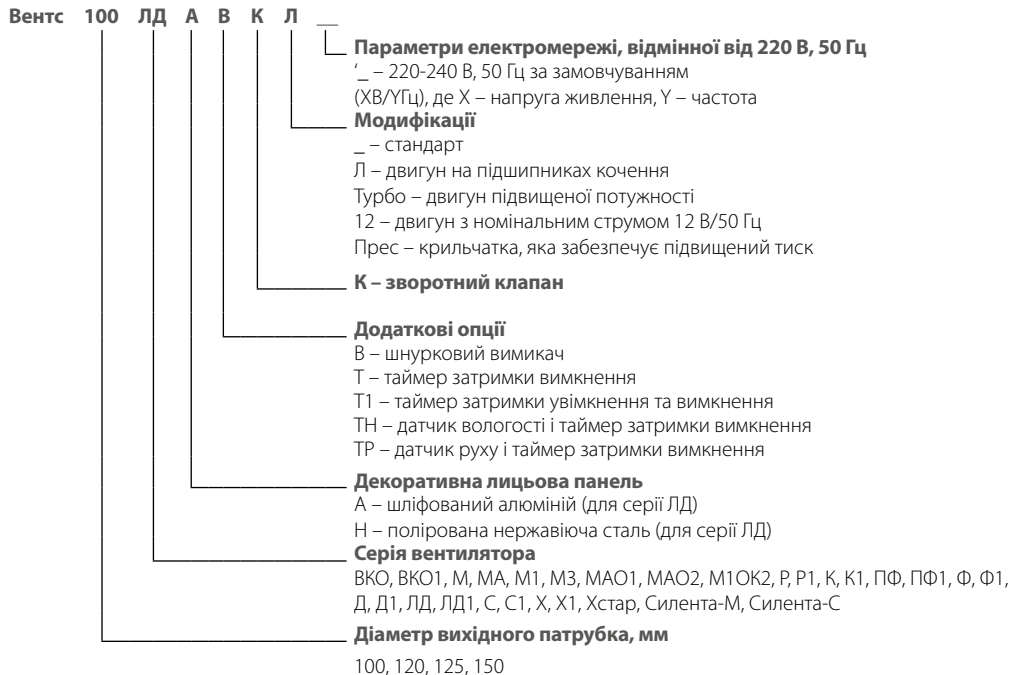 Вентс 100 ЛД А В К Л __
Параметри електромережі, відмінної від 220 В, 50 Гц
‘_ – 220-240 В, 50 Гц за замовчуванням
(ХВ/YГц), де X – напруга живлення, Y – частота
Модифікації
_ – стандарт
Л – двигун на підшипниках кочення
Турбо – двигун підвищеної потужності
12 – двигун з номінальним струмом 12 В/50 Гц
Прес – крильчатка, яка забезпечує підвищений тиск
К – зворотний клапан
Додаткові опції
В – шнурковий вимикач
Т – таймер затримки вимкнення
Т1 – таймер затримки увімкнення та вимкнення
ТН – датчик вологості і таймер затримки вимкнення
ТР – датчик руху і таймер затримки вимкнення
Декоративна лицьова панель
А – шліфований алюміній (для серії ЛД)
Н – полірована нержавіюча сталь (для серії ЛД)
Серія вентилятора
ВКО, ВКО1, М, МА, М1, М3, МАО1, МАО2, М1ОК2, Р, Р1, К, К1, ПФ, ПФ1, Ф, Ф1,
Д, Д1, ЛД, ЛД1, С, С1, Х, Х1, Хстар, Силента-М, Силента-С
Діаметр вихідного патрубка, мм
100, 120, 125, 150